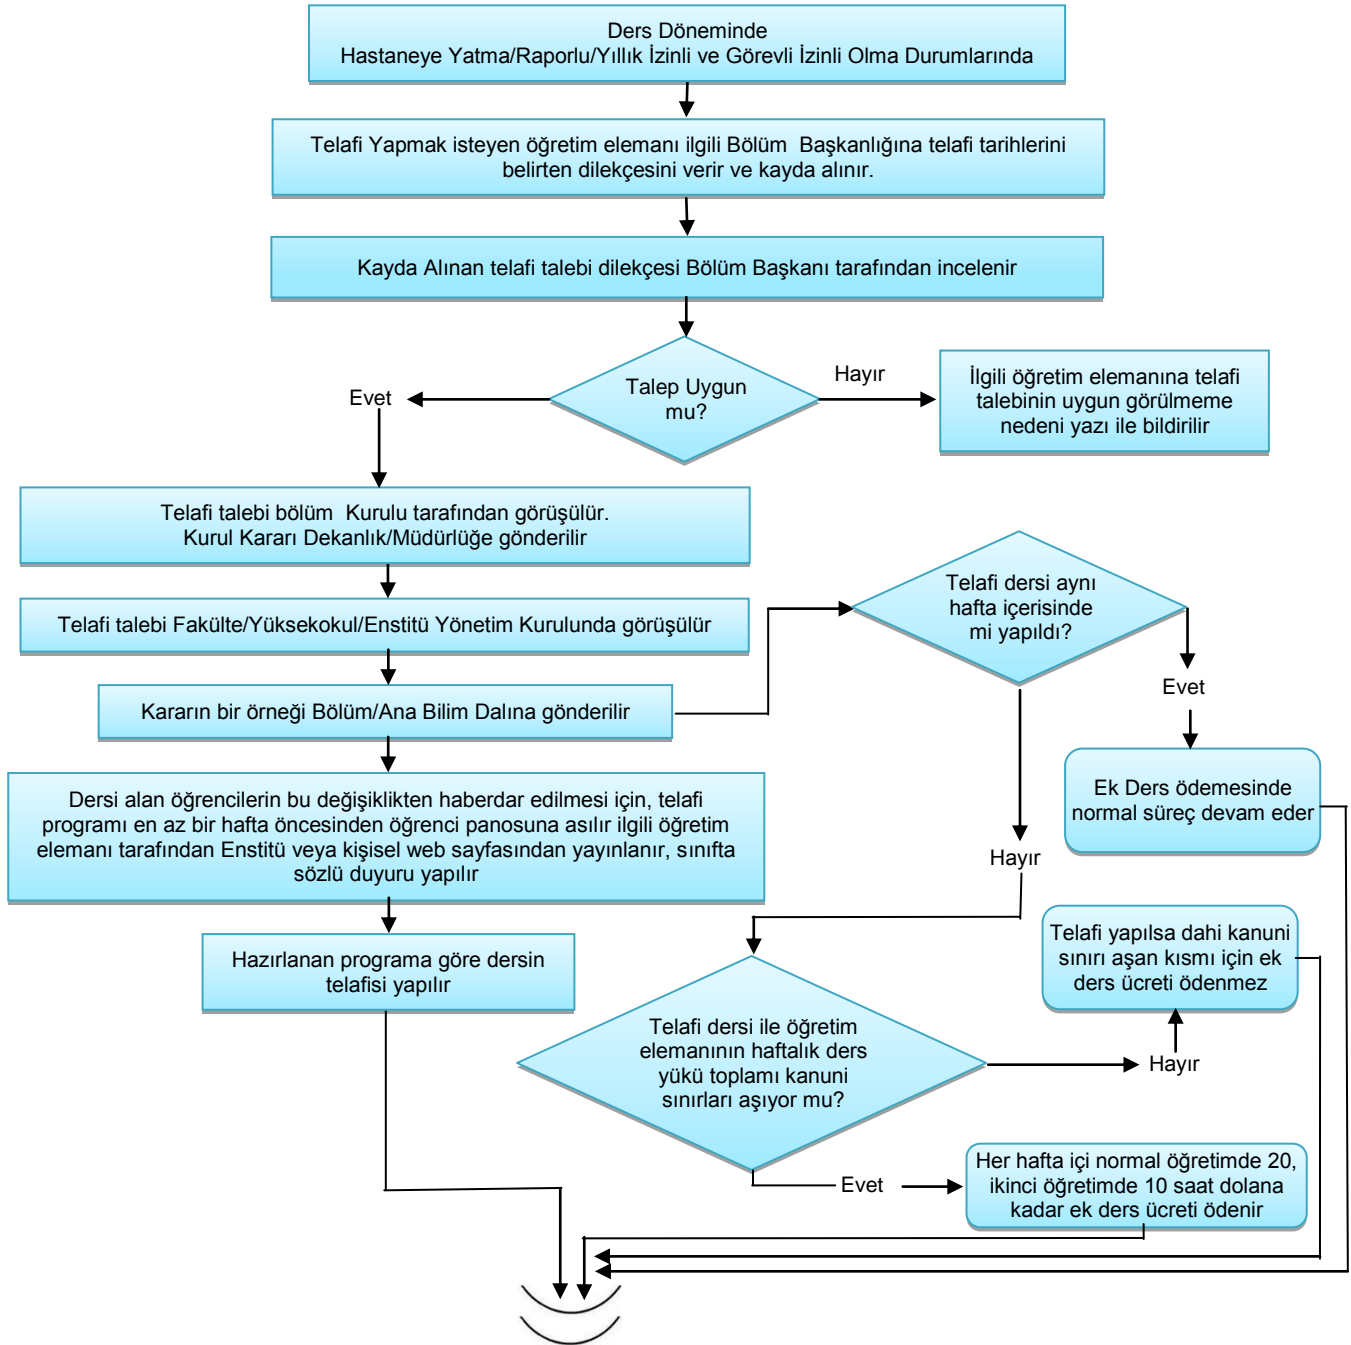 Ders Döneminde
Hastaneye Yatma/Raporlu/Yıllık İzinli ve Görevli İzinli Olma Durumlarında
Telafi Yapmak isteyen öğretim elemanı ilgili Bölüm Başkanlığına telafi tarihlerini
belirten dilekçesini verir ve kayda alınır.
Kayda Alınan telafi talebi dilekçesi Bölüm Başkanı tarafından incelenir
Talep Uygun
mu?
Hayır
İlgili öğretim elemanına telafi
talebinin uygun görülmeme
nedeni yazı ile bildirilir
Evet
Telafi talebi bölüm Kurulu tarafından görüşülür.
Kurul Kararı Dekanlık/Müdürlüğe gönderilir
Telafi talebi Fakülte/Yüksekokul/Enstitü Yönetim Kurulunda görüşülür
Kararın bir örneği Bölüm/Ana Bilim Dalına gönderilir
Telafi dersi aynı
hafta içerisinde
mi yapıldı?
Evet
Ek Ders ödemesinde
normal süreç devam eder
Dersi alan öğrencilerin bu değişiklikten haberdar edilmesi için, telafi
programı en az bir hafta öncesinden öğrenci panosuna asılır ilgili öğretim
elemanı tarafından Enstitü veya kişisel web sayfasından yayınlanır, sınıfta
sözlü duyuru yapılır
Hayır
Hazırlanan programa göre dersin
telafisi yapılır
Telafi yapılsa dahi kanuni
sınırı aşan kısmı için ek
ders ücreti ödenmez
Telafi dersi ile öğretim
elemanının haftalık ders
yükü toplamı kanuni
sınırları aşıyor mu?
Hayır
Evet
Her hafta içi normal öğretimde 20,
ikinci öğretimde 10 saat dolana
kadar ek ders ücreti ödenir